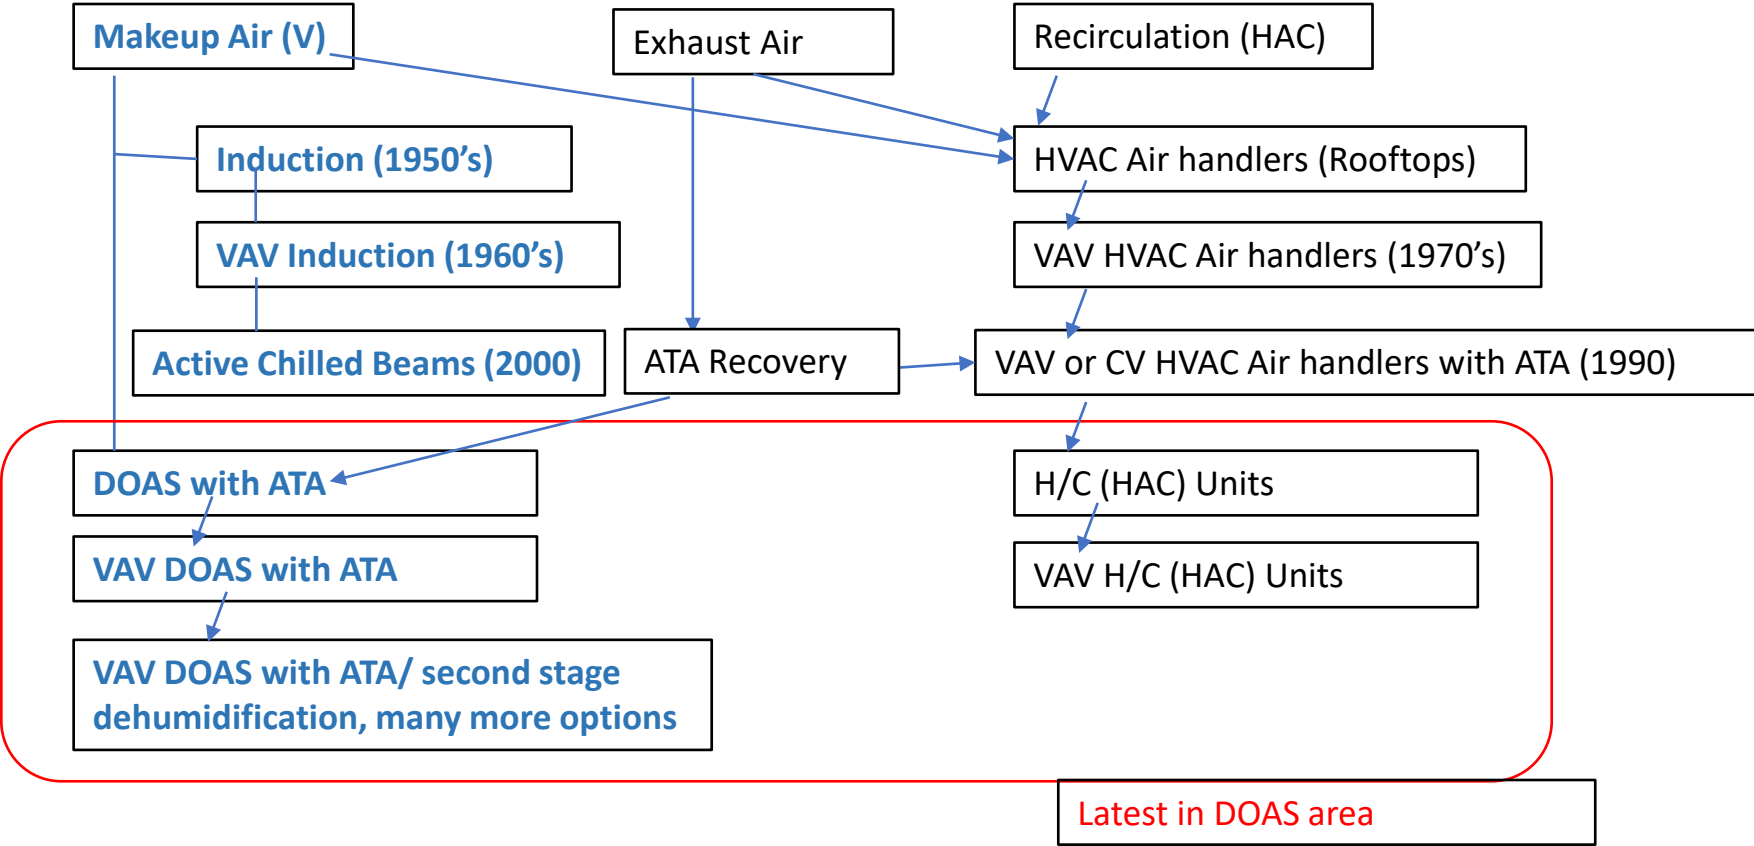 Makeup Air (V)
Exhaust Air
Recirculation (HAC)
Induction (1950’s)
HVAC Air handlers (Rooftops)
VAV Induction (1960’s)
VAV HVAC Air handlers (1970’s)
Active Chilled Beams (2000)
ATA Recovery
VAV or CV HVAC Air handlers with ATA (1990)
DOAS with ATA
H/C (HAC) Units
VAV DOAS with ATA
VAV H/C (HAC) Units
VAV DOAS with ATA/ second stage
dehumidification, many more options
Latest in DOAS area